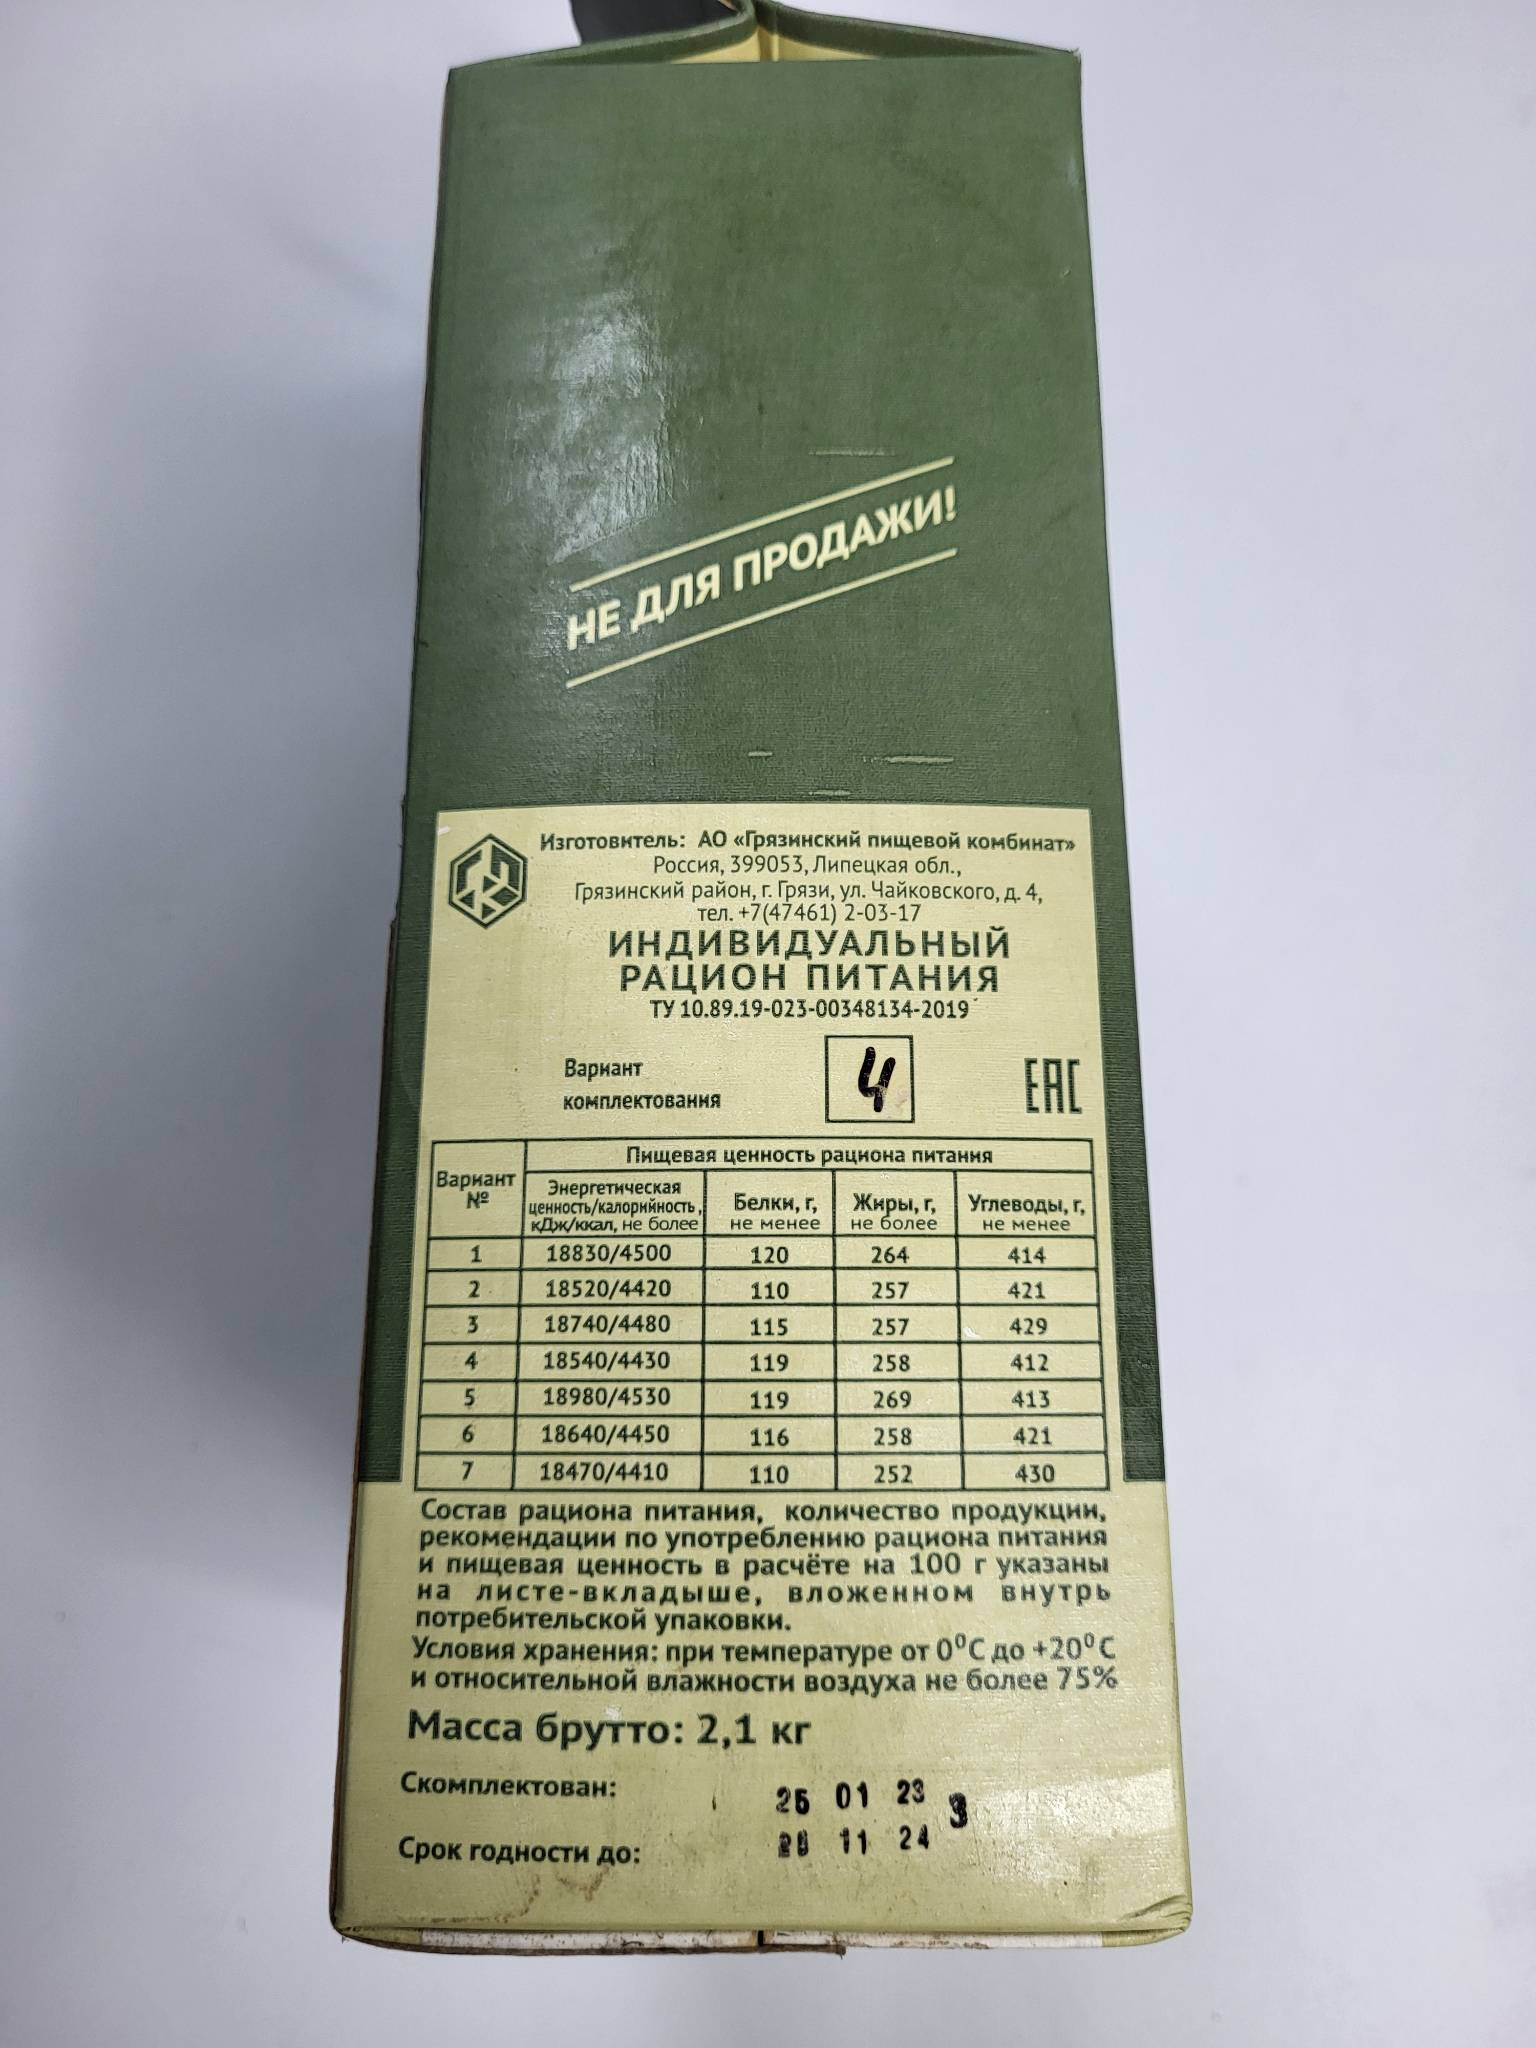 НЕ ДЛЯ ПРОДАЖИ!
Изготовитель: АО «Грязинский пищевой комбинат»
Россия, 399053, Липецкая обл.,
Грязинский район, г. Грязи, ул. Чайковского, д. 4,
тел. +7(47461) 2-03-17
ИНДИВИДУАЛЬНЫЙ
РАЦИОН ПИТАНИЯ
ТУ 10.89.19-023-00348134-2019
Вариант
комплектования
4
EAC
Вариант №
Пищевая ценность рациона питания
Энергетическая ценность/калорийность, кДж/ккал, не более
Белки, г, не менее
Жиры, г, не более
Углеводы, г, не менее
1 18830/4500 120 264 414
2 18520/4420 110 257 421
3 18740/4480 115 257 429
4 18540/4430 119 258 412
5 18980/4530 119 269 413
6 18640/4450 116 258 421
7 18470/4410 110 252 430
Состав рациона питания, количество продукции,
рекомендации по употреблению рациона питания
и пищевая ценность в расчёте на 100 г указаны
на листе-вкладыше, вложенном внутрь
потребительской упаковки.
Условия хранения: при температуре от 0⁰С до +20⁰С
и относительной влажности воздуха не более 75%
Масса брутто: 2,1 кг
Скомплектован: 01 23 3
Срок годности до: 11 24